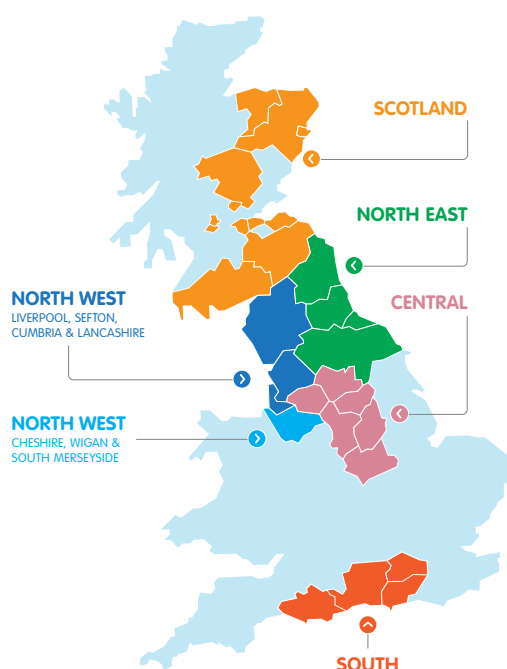 SCOTLAND
NORTH EAST
CENTRAL
NORTH WEST
LIVERPOOL, SEFTON,
CUMBRIA & LANCASHIRE
NORTH WEST
CHESHIRE, WIGAN &
SOUTH MERSEYSIDE
SOUTH